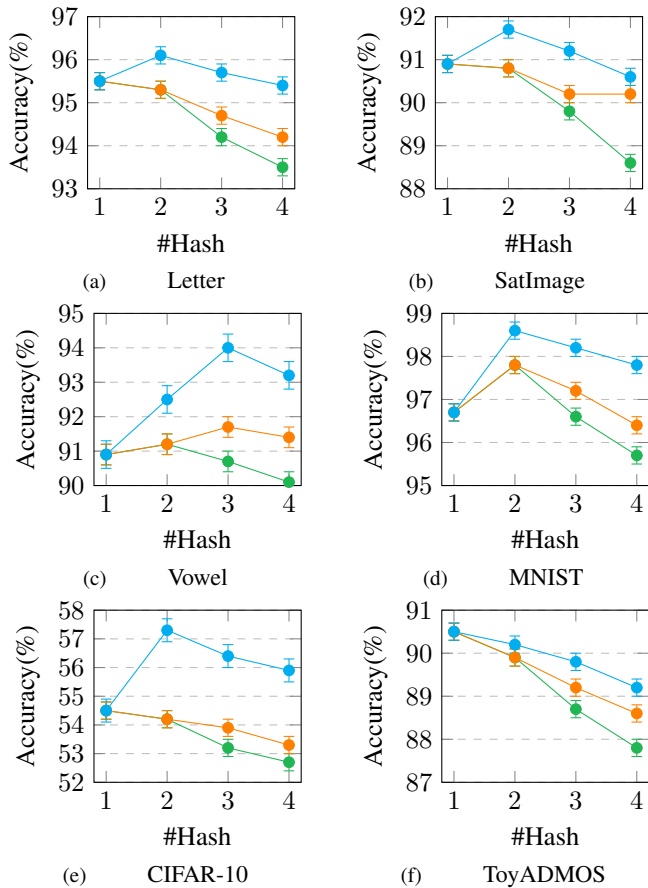 97
96
95
94
93
Accuracy(%)
1 2 3 4
#Hash
(a) Letter
92
91
90
89
88
Accuracy(%)
1 2 3 4
#Hash
(b) SatImage
95
94
93
92
91
90
Accuracy(%)
1 2 3 4
#Hash
(c) Vowel
99
98
97
96
95
Accuracy(%)
1 2 3 4
#Hash
(d) MNIST
58
57
56
55
54
53
52
Accuracy(%)
1 2 3 4
#Hash
(e) CIFAR-10
91
90
89
88
87
Accuracy(%)
1 2 3 4
#Hash
(f) ToyADMOS